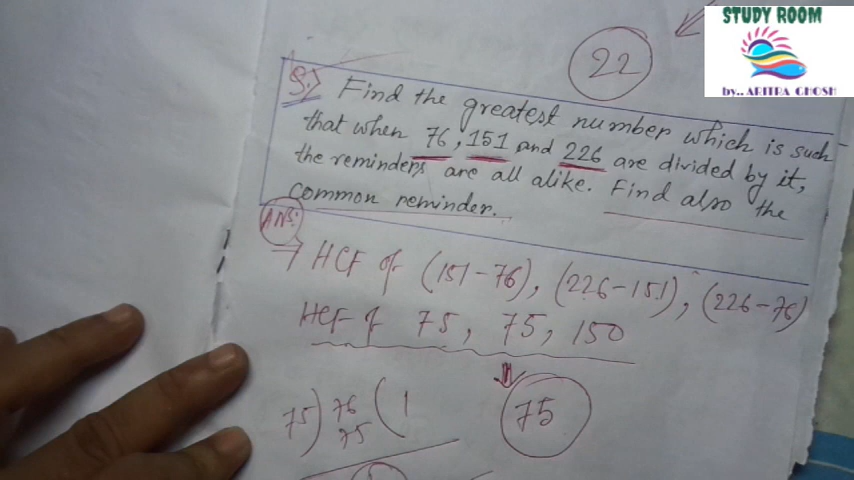 STUDY ROOM
by.. ARITRA GHOSH
22
Q:) Find the greatest number which is such
that when 76, 151 and 226 are divided by it,
the reminders are all alike. Find also the
common reminder.
ANS:
→ HCF of (151-76), (226-151), (226-76)
HCF of 75, 75, 150
75
75) 76 ( 1
75